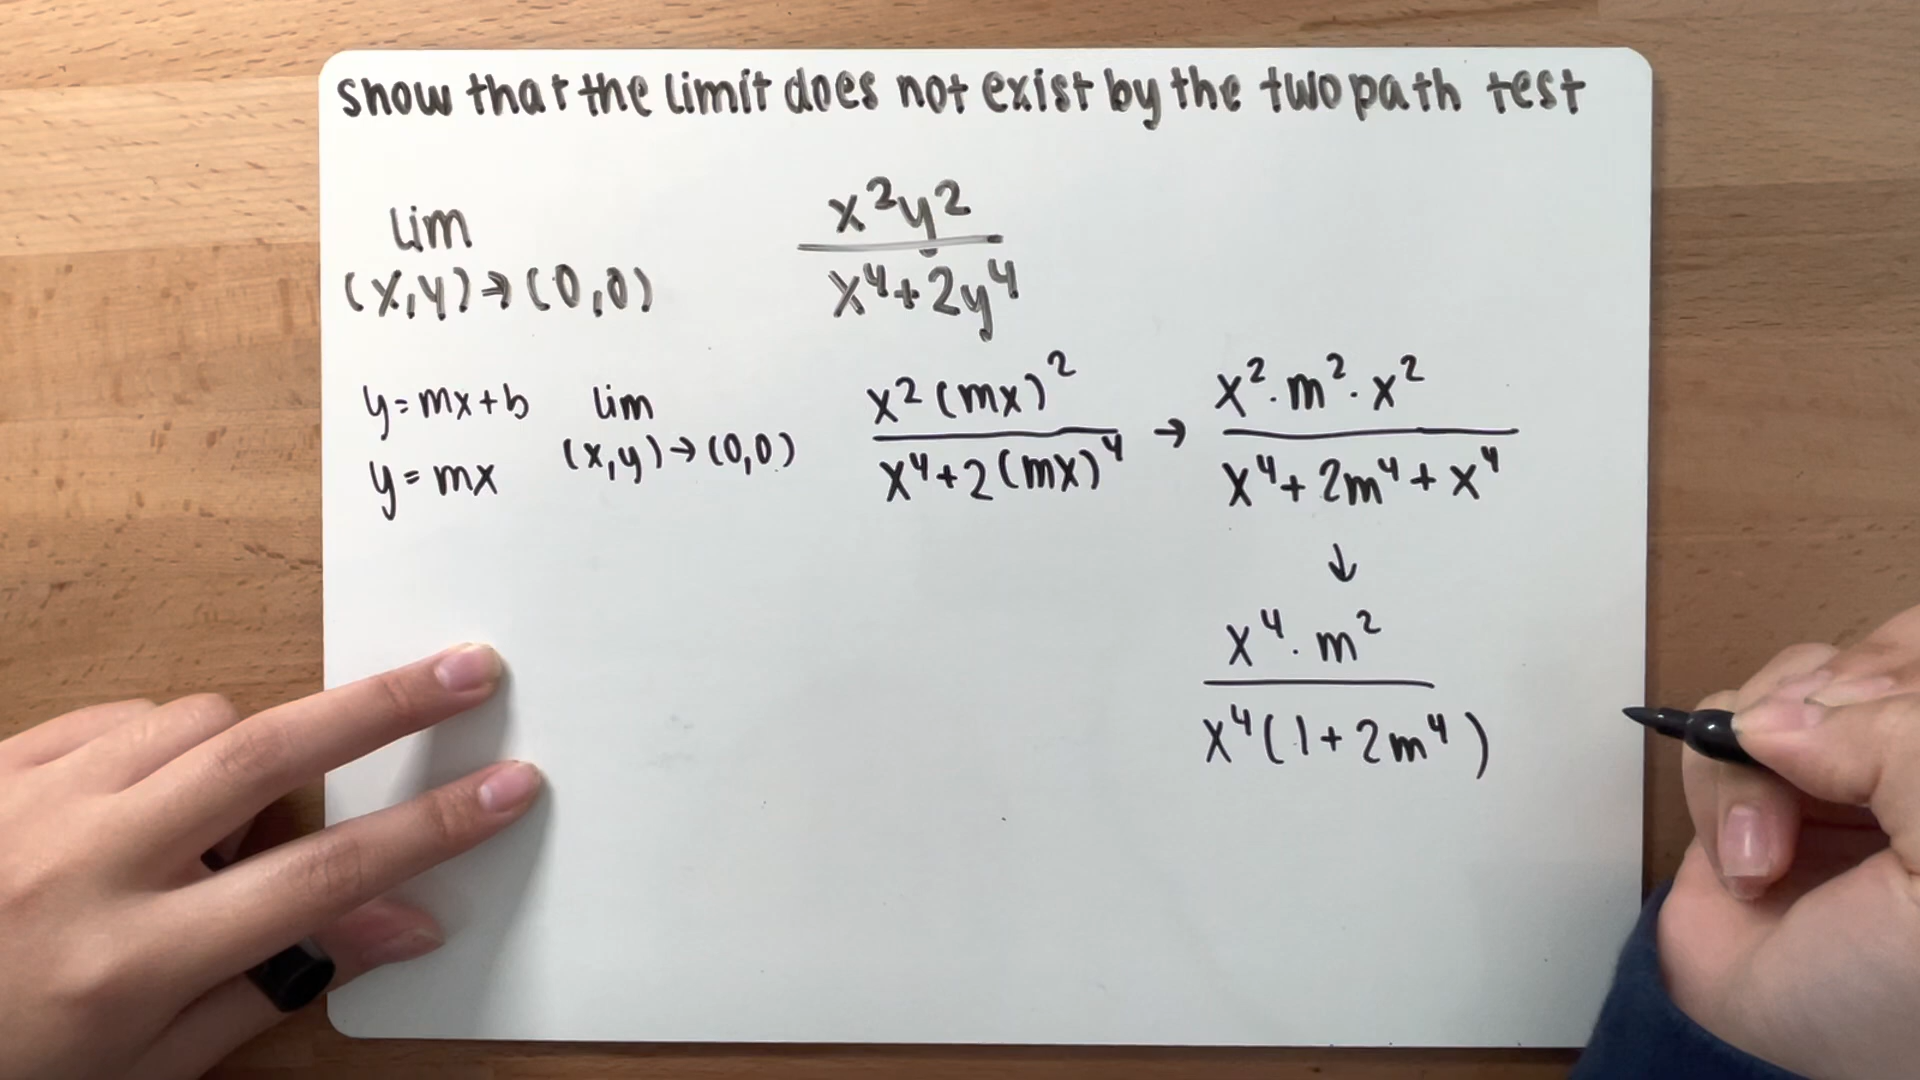 show that the limit does not exist by the two path test
lim
(x,y)→(0,0)
x²y²
x⁴+2y⁴
y=mx+b
y=mx
lim
(x,y)→(0,0)
x²(mx)²
x⁴+2(mx)⁴
→
x²·m²·x²
x⁴+2m⁴+x⁴
↓
x⁴·m²
x⁴(1+2m⁴)